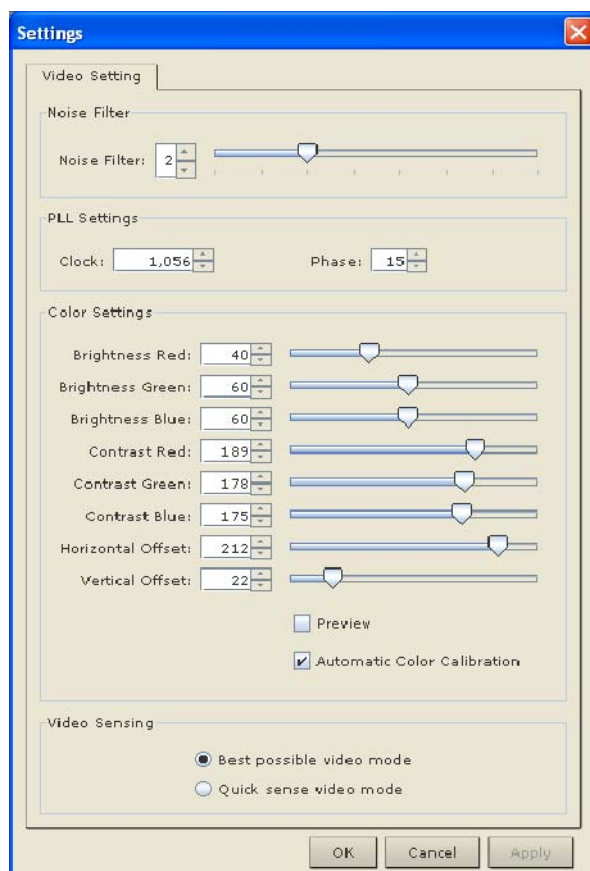 Settings
Video Setting
Noise Filter
Noise Filter: 2
PLL Settings
Clock: 1,056 Phase: 15
Color Settings
Brightness Red: 40
Brightness Green: 60
Brightness Blue: 60
Contrast Red: 189
Contrast Green: 178
Contrast Blue: 175
Horizontal Offset: 212
Vertical Offset: 22
Preview
Automatic Color Calibration
Video Sensing
Best possible video mode
Quick sense video mode
OK Cancel Apply